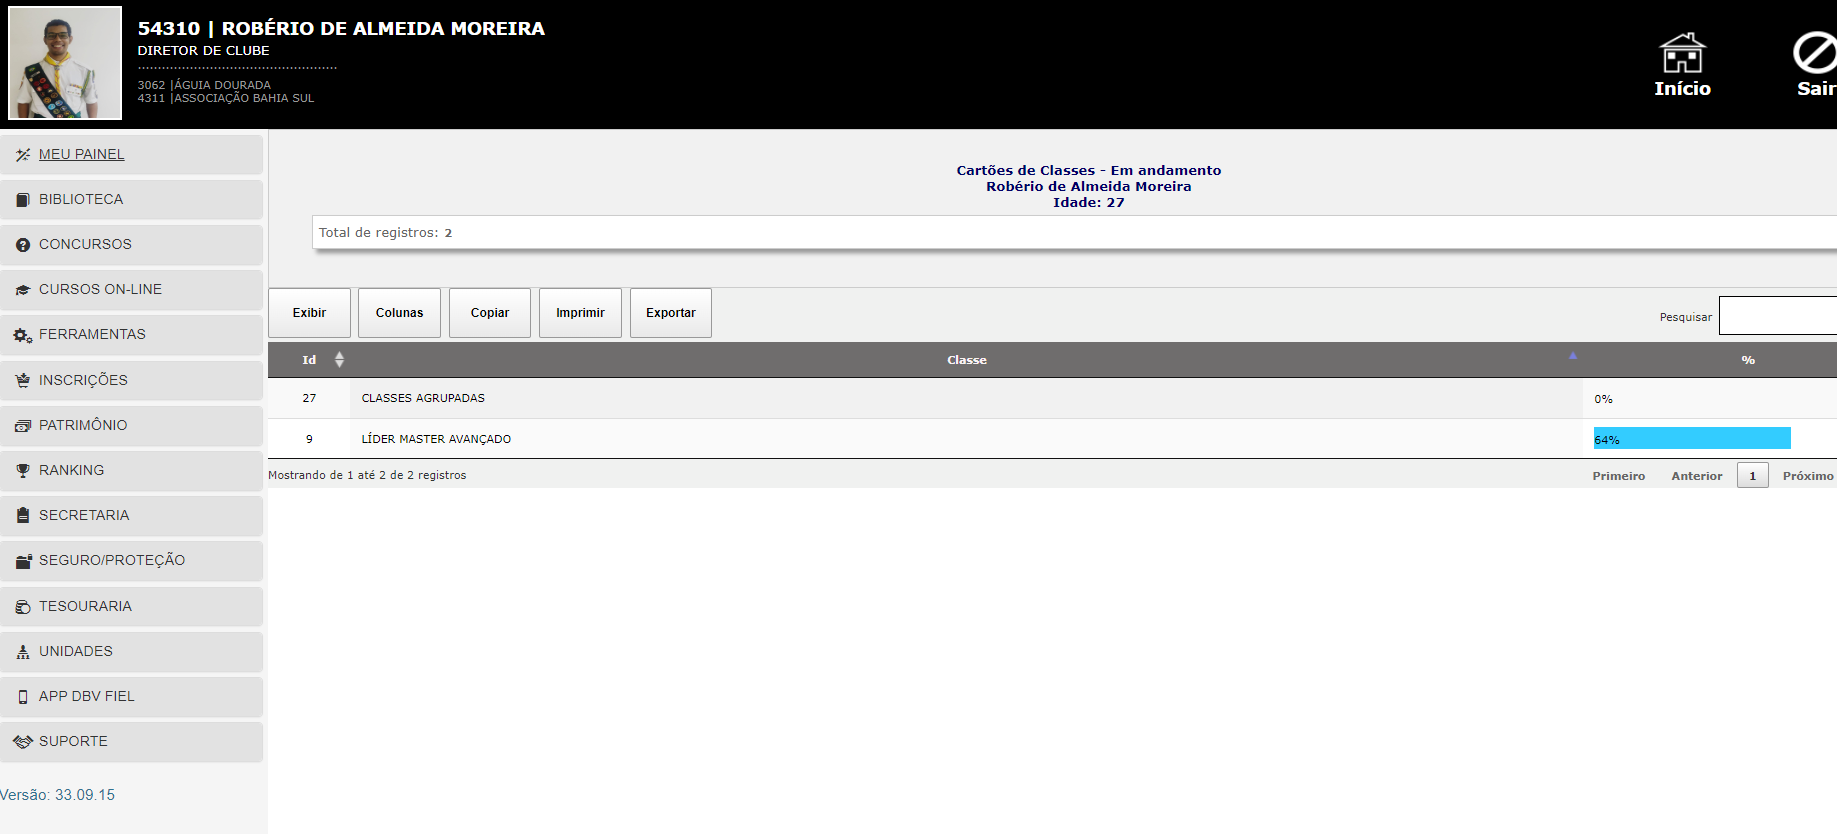 54310 | ROBÉRIO DE ALMEIDA MOREIRA
DIRETOR DE CLUBE
3062 |ÁGUIA DOURADA
4311 |ASSOCIAÇÃO BAHIA SUL
Início
Sair
MEU PAINEL
BIBLIOTECA
CONCURSOS
CURSOS ON-LINE
FERRAMENTAS
INSCRIÇÕES
PATRIMÔNIO
RANKING
SECRETARIA
SEGURO/PROTEÇÃO
TESOURARIA
UNIDADES
APP DBV FIEL
SUPORTE
Versão: 33.09.15
Cartões de Classes - Em andamento
Robério de Almeida Moreira
Idade: 27
Total de registros: 2
Exibir Colunas Copiar Imprimir Exportar
Pesquisar
Id Classe %
27 CLASSES AGRUPADAS 0%
9 LÍDER MASTER AVANÇADO 64%
Mostrando de 1 até 2 de 2 registros
Primeiro Anterior 1 Próximo